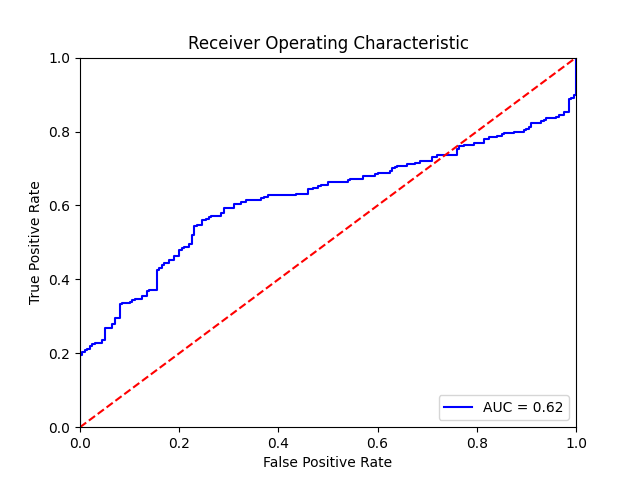 Receiver Operating Characteristic
1.0
0.8
0.6
0.4
0.2
0.0
True Positive Rate
0.0 0.2 0.4 0.6 0.8 1.0
False Positive Rate
AUC = 0.62